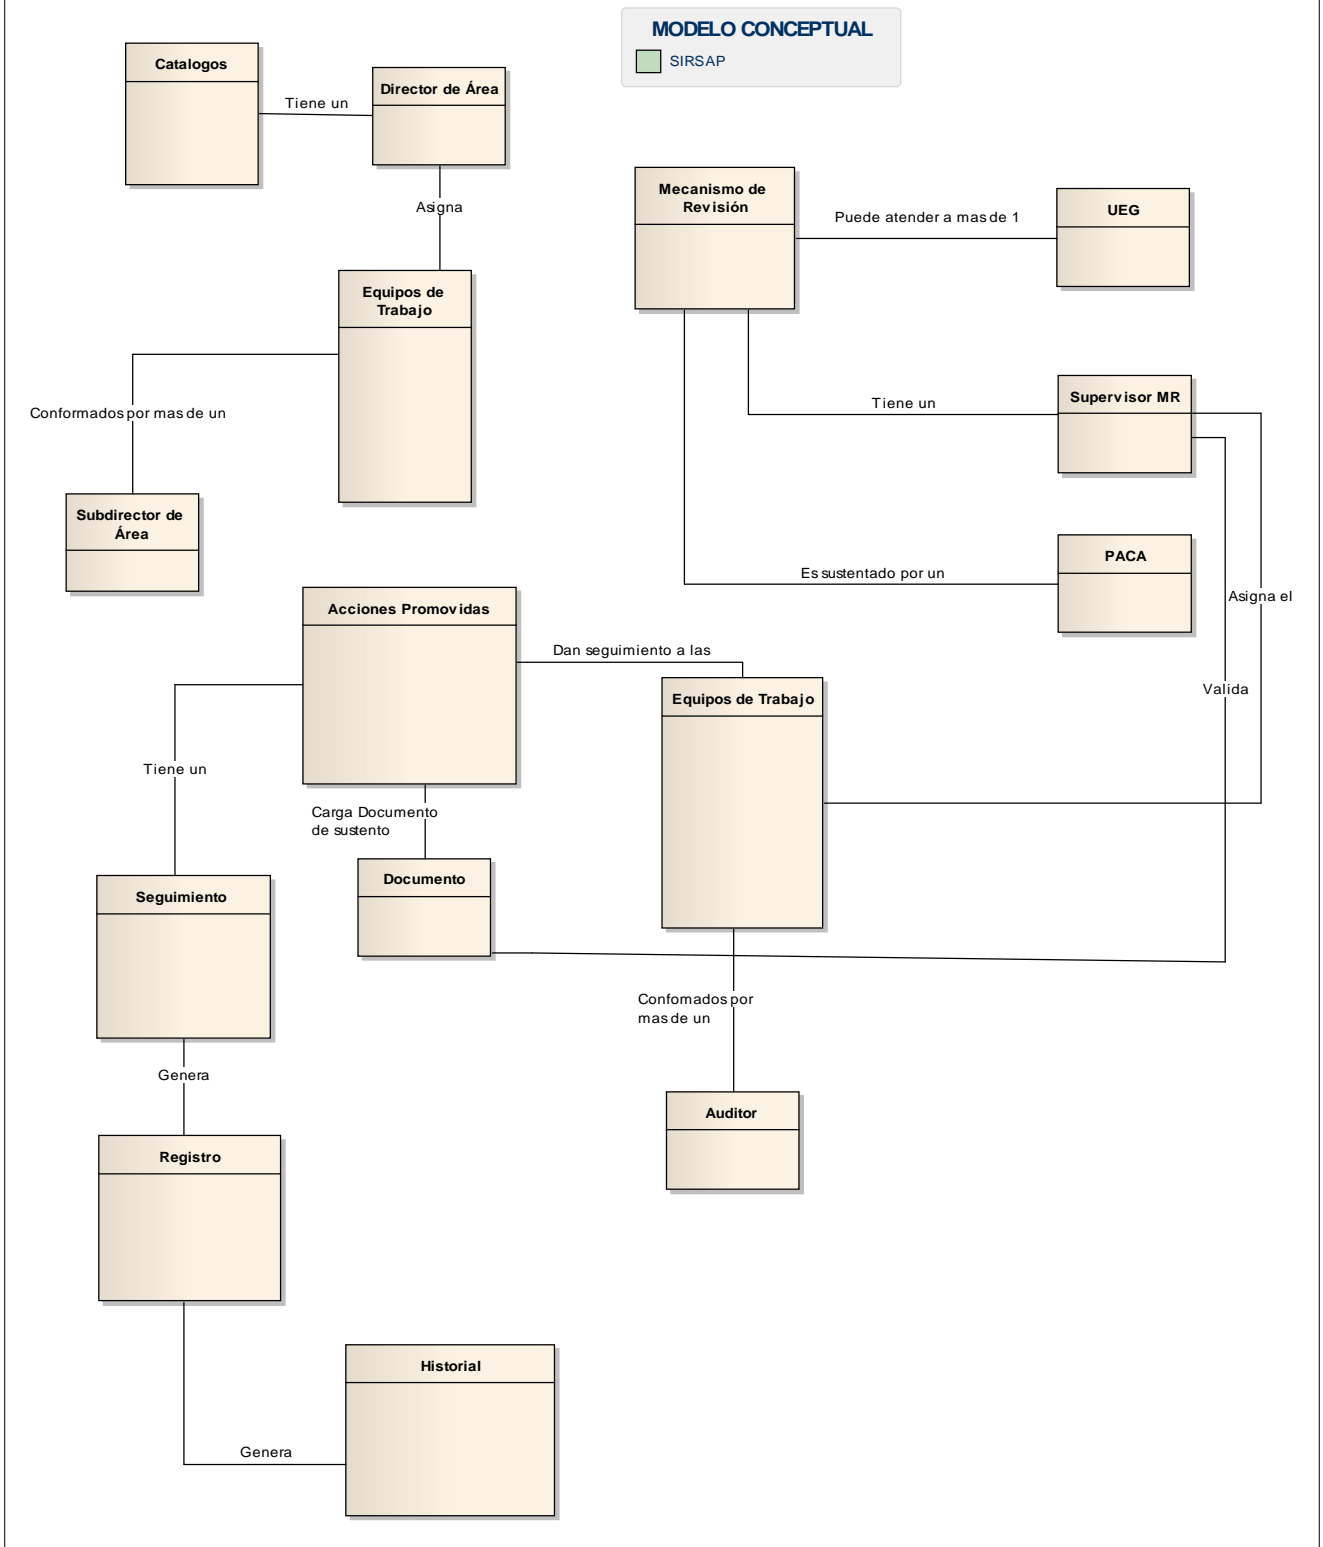 MODELO CONCEPTUAL
SIRSAP
Catalogos
Tiene un
Director de Área
Asigna
Equipos de
Trabajo
Conformados por mas de un
Subdirector de
Área
Mecanismo de
Revisión
Puede atender a mas de 1
UEG
Tiene un
Supervisor MR
Es sustentado por un
PACA
Asigna el
Valida
Acciones Promovidas
Dan seguimiento a las
Equipos de Trabajo
Tiene un
Carga Documento
de sustento
Documento
Seguimiento
Confomados por
mas de un
Genera
Auditor
Registro
Historial
Genera